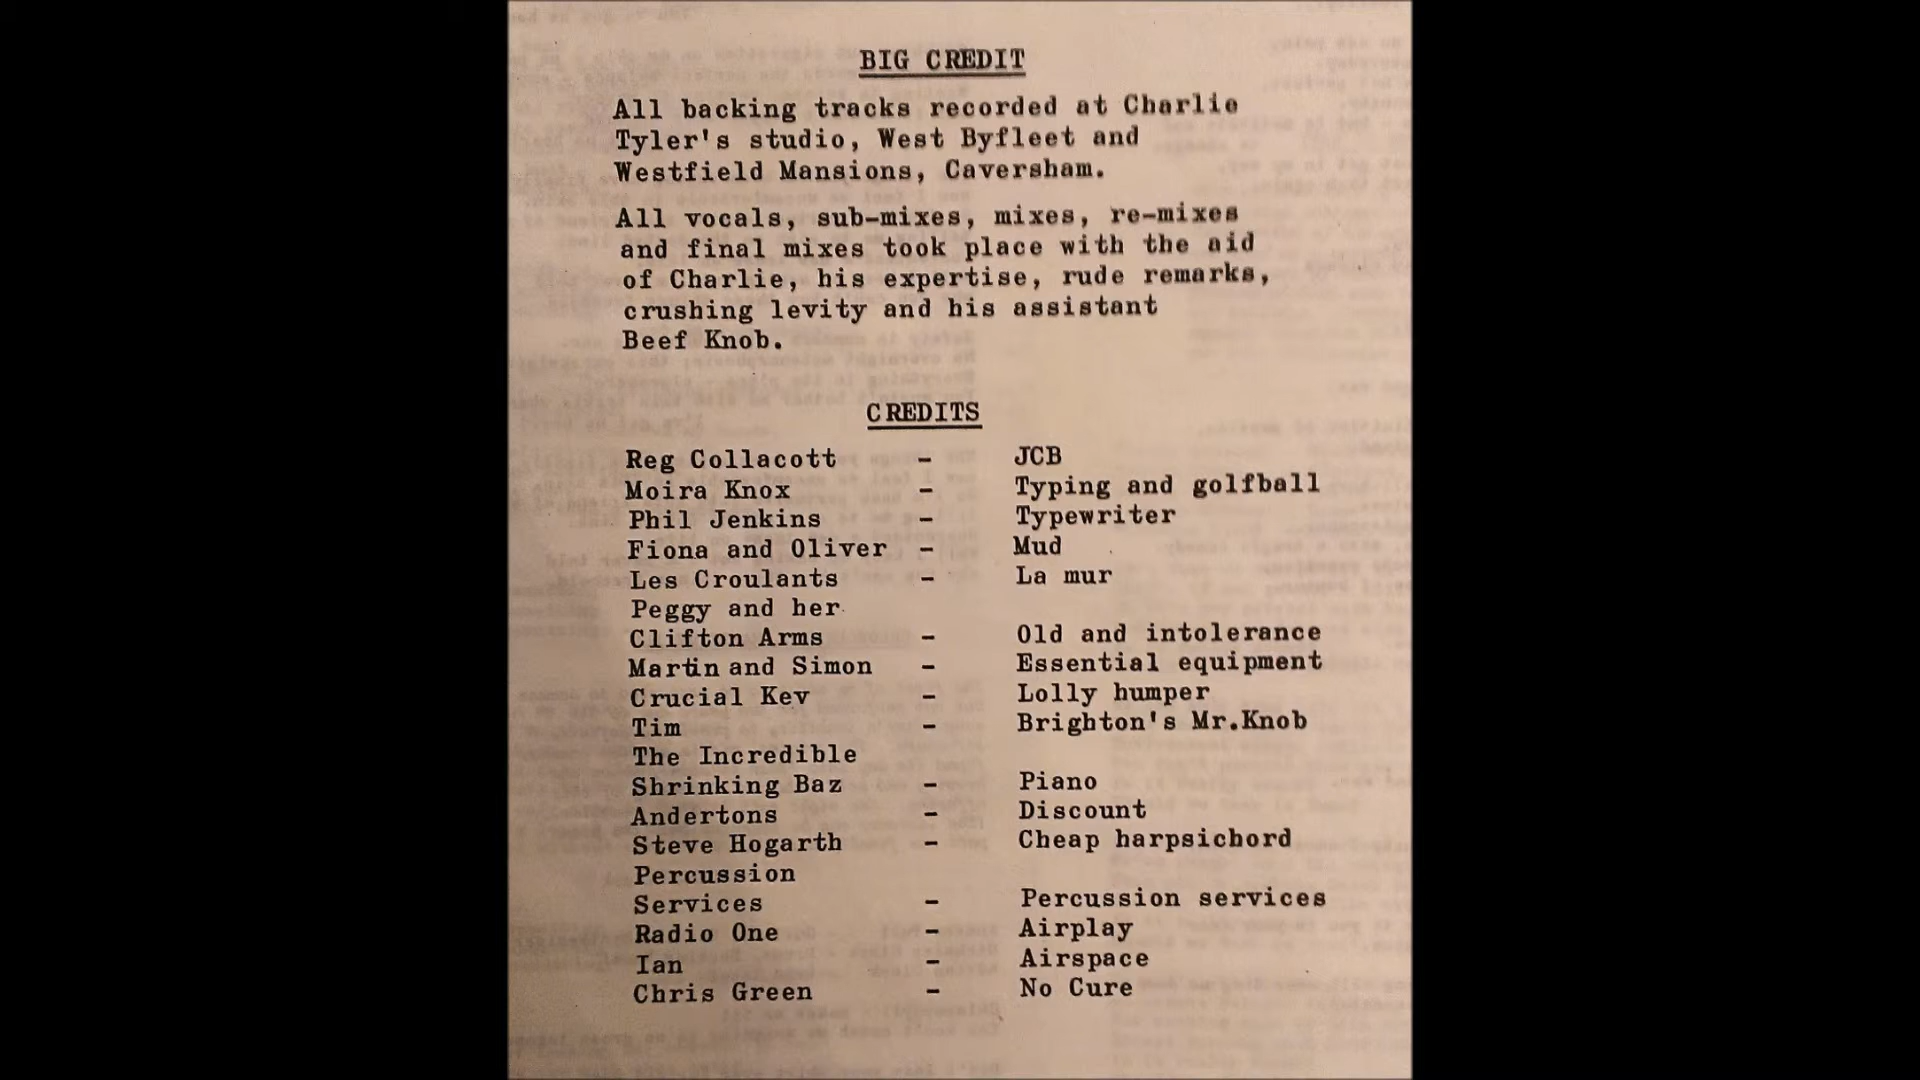 BIG CREDIT
All backing tracks recorded at Charlie
Tyler's studio, West Byfleet and
Westfield Mansions, Caversham.
All vocals, sub-mixes, mixes, re-mixes
and final mixes took place with the aid
of Charlie, his expertise, rude remarks,
crushing levity and his assistant
Beef Knob.
CREDITS
Reg Collacott - JCB
Moira Knox - Typing and golfball
Phil Jenkins - Typewriter
Fiona and Oliver - Mud
Les Croulants - La mur
Peggy and her
Clifton Arms - Old and intolerance
Martin and Simon - Essential equipment
Crucial Kev - Lolly humper
Tim - Brighton's Mr.Knob
The Incredible
Shrinking Baz - Piano
Andertons - Discount
Steve Hogarth - Cheap harpsichord
Percussion
Services - Percussion services
Radio One - Airplay
Ian - Airspace
Chris Green - No Cure